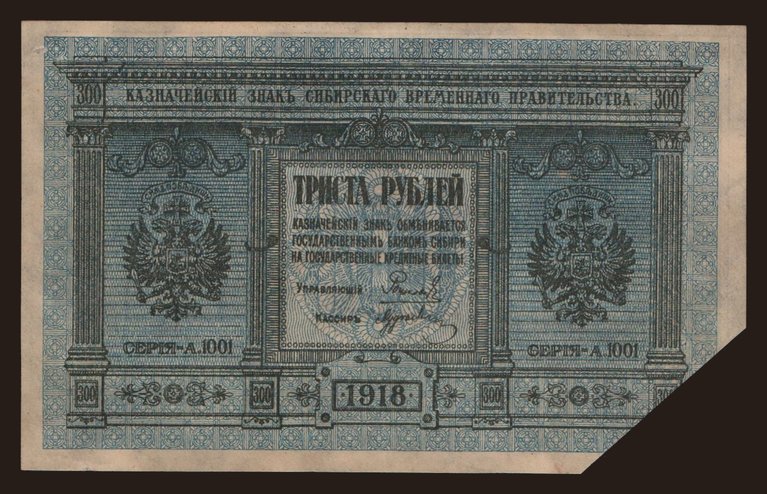 300 КАЗНАЧЕЙСКІЙ ЗНАКЪ СИБИРСКАГО ВРЕМЕННАГО ПРАВИТЕЛЬСТВА. 300
ТРИСТА РУБЛЕЙ
КАЗНАЧЕЙСКІЙ ЗНАКЪ ОБМѢНИВАЕТСЯ
ГОСУДАРСТВЕННЫМЪ БАНКОМЪ СИБИРИ
НА ГОСУДАРСТВЕННЫЕ КРЕДИТНЫЕ БИЛЕТЫ.
УПРАВЛЯЮЩІЙ
КАССИРЪ
СЕРІЯ-А.1001
СЕРІЯ-А.1001
300 300 ·1918· 300 300